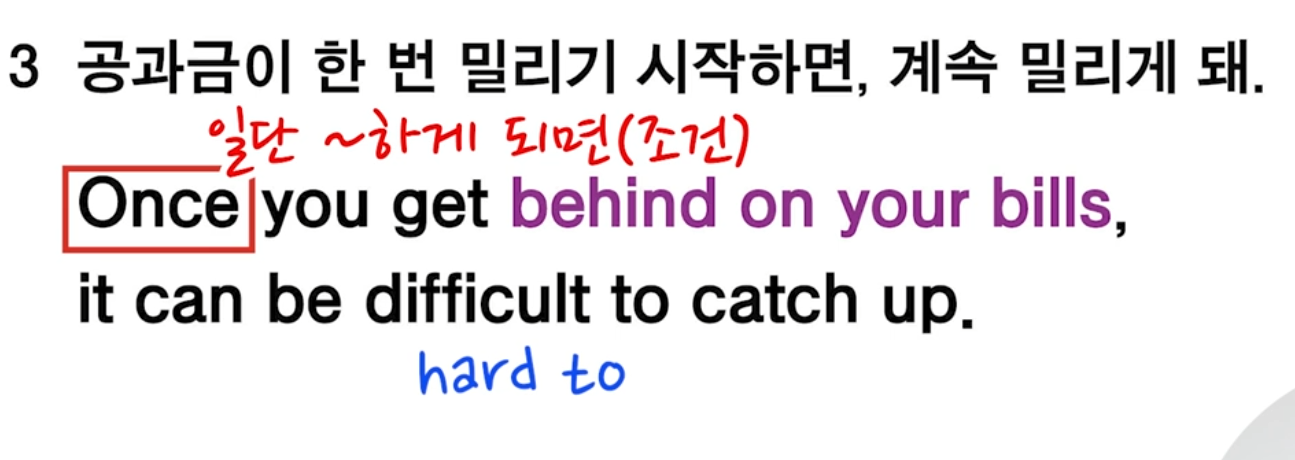 3 공과금이 한 번 밀리기 시작하면, 계속 밀리게 돼.
일단 ~하게 되면(조건)
Once you get behind on your bills,
it can be difficult to catch up.
hard to